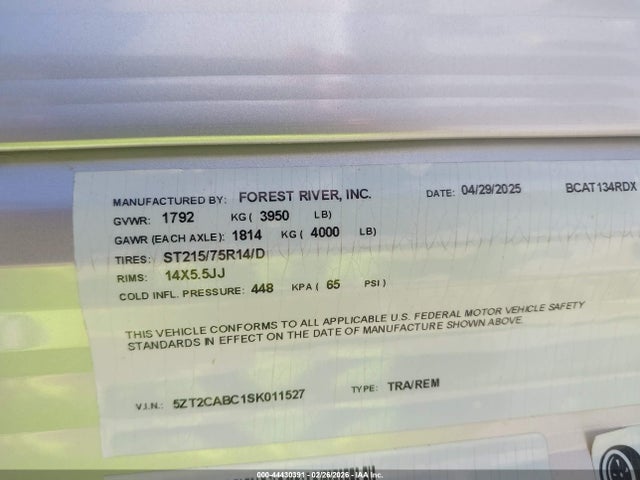 MANUFACTURED BY: FOREST RIVER, INC. DATE: 04/29/2025 BCAT134RDX
GVWR: 1792 KG ( 3950 LB)
GAWR (EACH AXLE): 1814 KG ( 4000 LB)
TIRES: ST215/75R14/D
RIMS: 14X5.5JJ
COLD INFL. PRESSURE: 448 KPA ( 65 PSI )
THIS VEHICLE CONFORMS TO ALL APPLICABLE U.S. FEDERAL MOTOR VEHICLE SAFETY
STANDARDS IN EFFECT ON THE DATE OF MANUFACTURE SHOWN ABOVE.
V.I.N.: 5ZT2CABC1SK011527 TYPE: TRA/REM
000-44430391 - 02/26/2026 - IAA Inc.